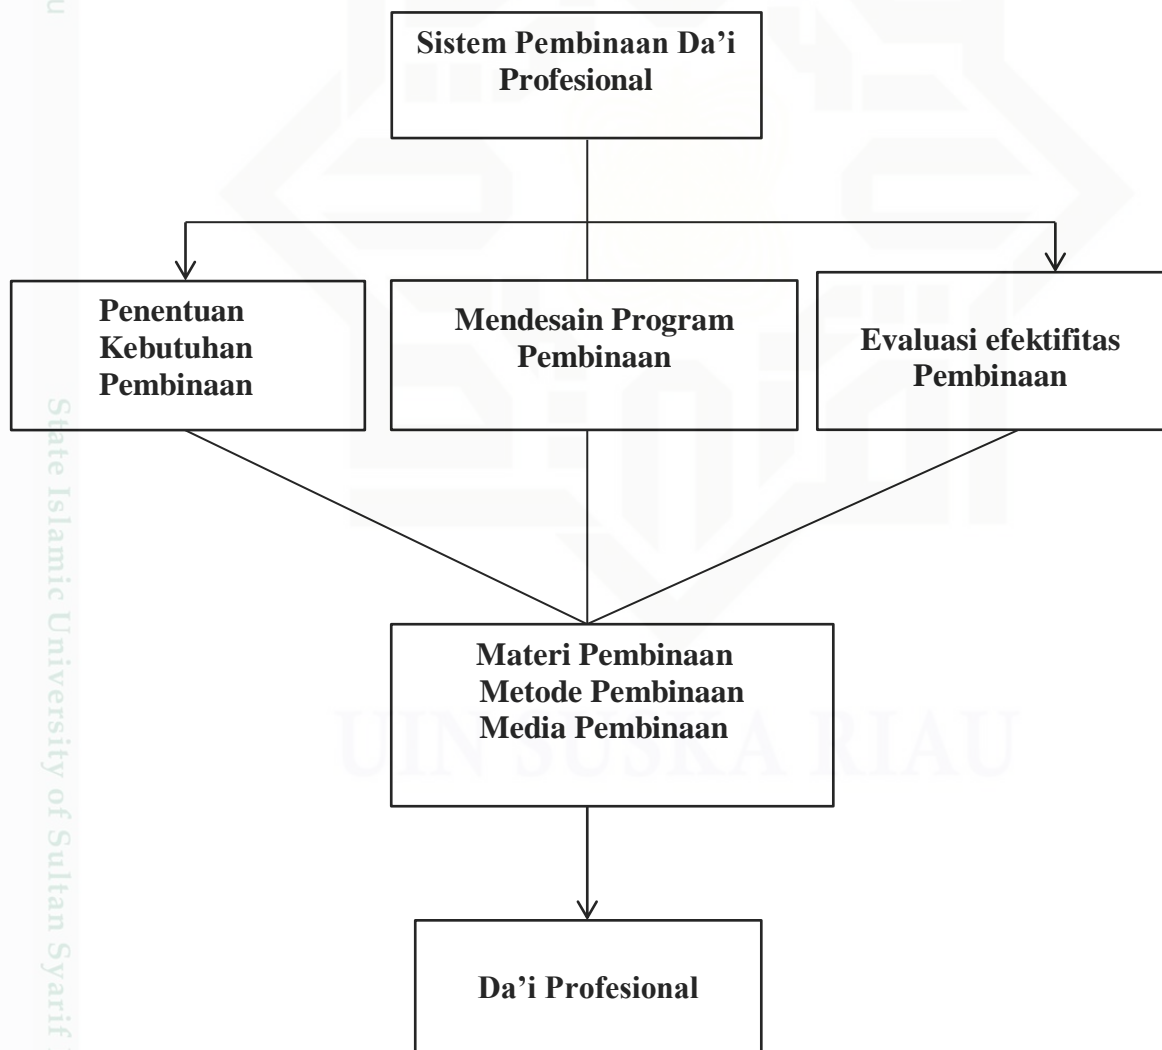 Sistem Pembinaan Da’i
Profesional
Penentuan
Kebutuhan
Pembinaan
Mendesain Program
Pembinaan
Evaluasi efektifitas
Pembinaan
Materi Pembinaan
Metode Pembinaan
Media Pembinaan
Da’i Profesional
UIN SUSKA RIAU
State Islamic University of Sultan Syarif